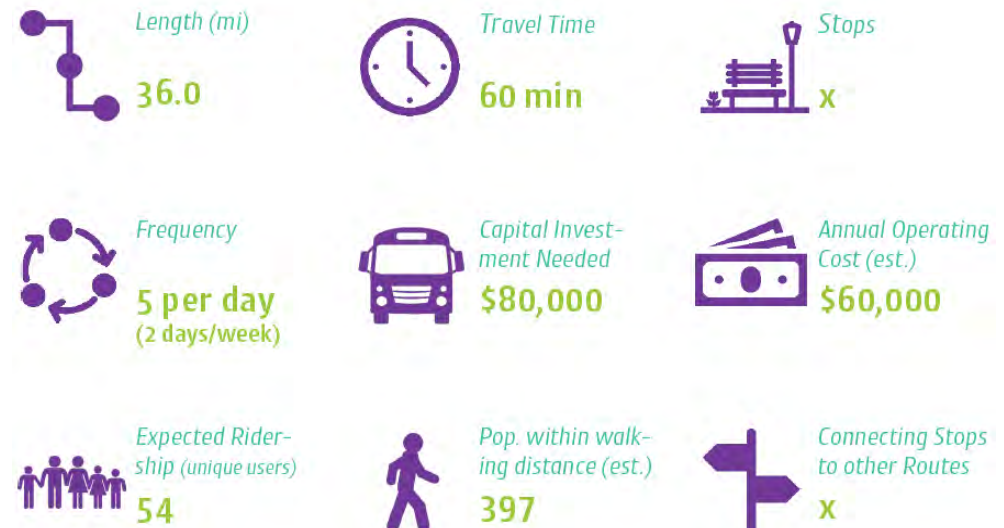 Length (mi)
36.0
Travel Time
60 min
Stops
x
Frequency
5 per day
(2 days/week)
Capital Invest-
ment Needed
$80,000
Annual Operating
Cost (est.)
$60,000
Expected Rider-
ship (unique users)
54
Pop. within walk-
ing distance (est.)
397
Connecting Stops
to other Routes
x